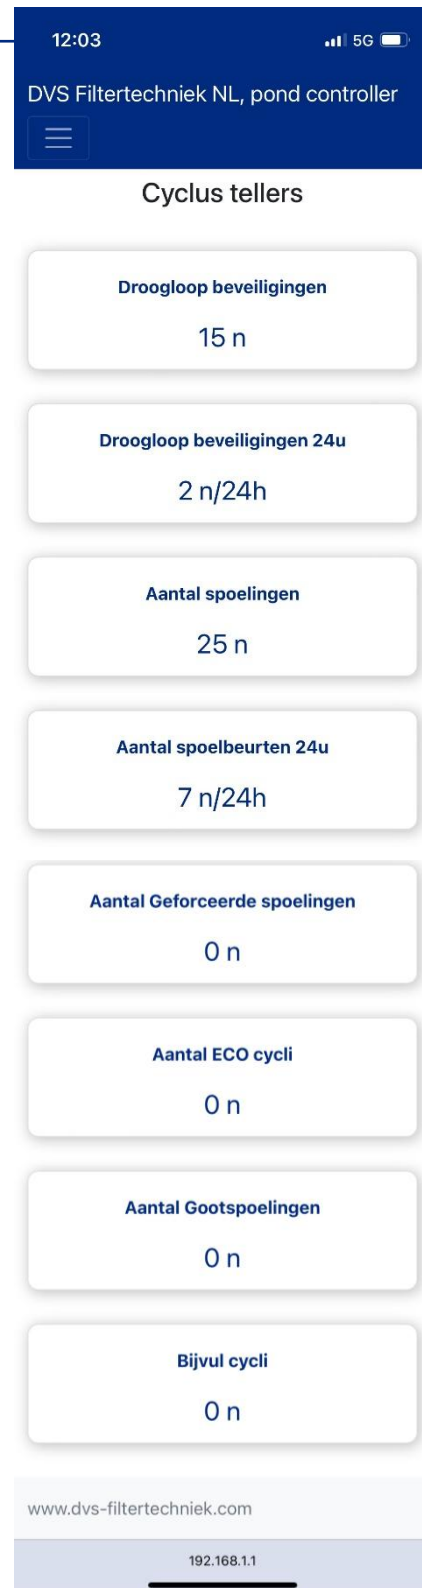 12:03
5G
DVS Filtertechniek NL, pond controller
Cyclus tellers
Droogloop beveiligingen
15 n
Droogloop beveiligingen 24u
2 n/24h
Aantal spoelingen
25 n
Aantal spoelbeurten 24u
7 n/24h
Aantal Geforceerde spoelingen
0 n
Aantal ECO cycli
0 n
Aantal Gootspoelingen
0 n
Bijvul cycli
0 n
www.dvs-filtertechniek.com
192.168.1.1